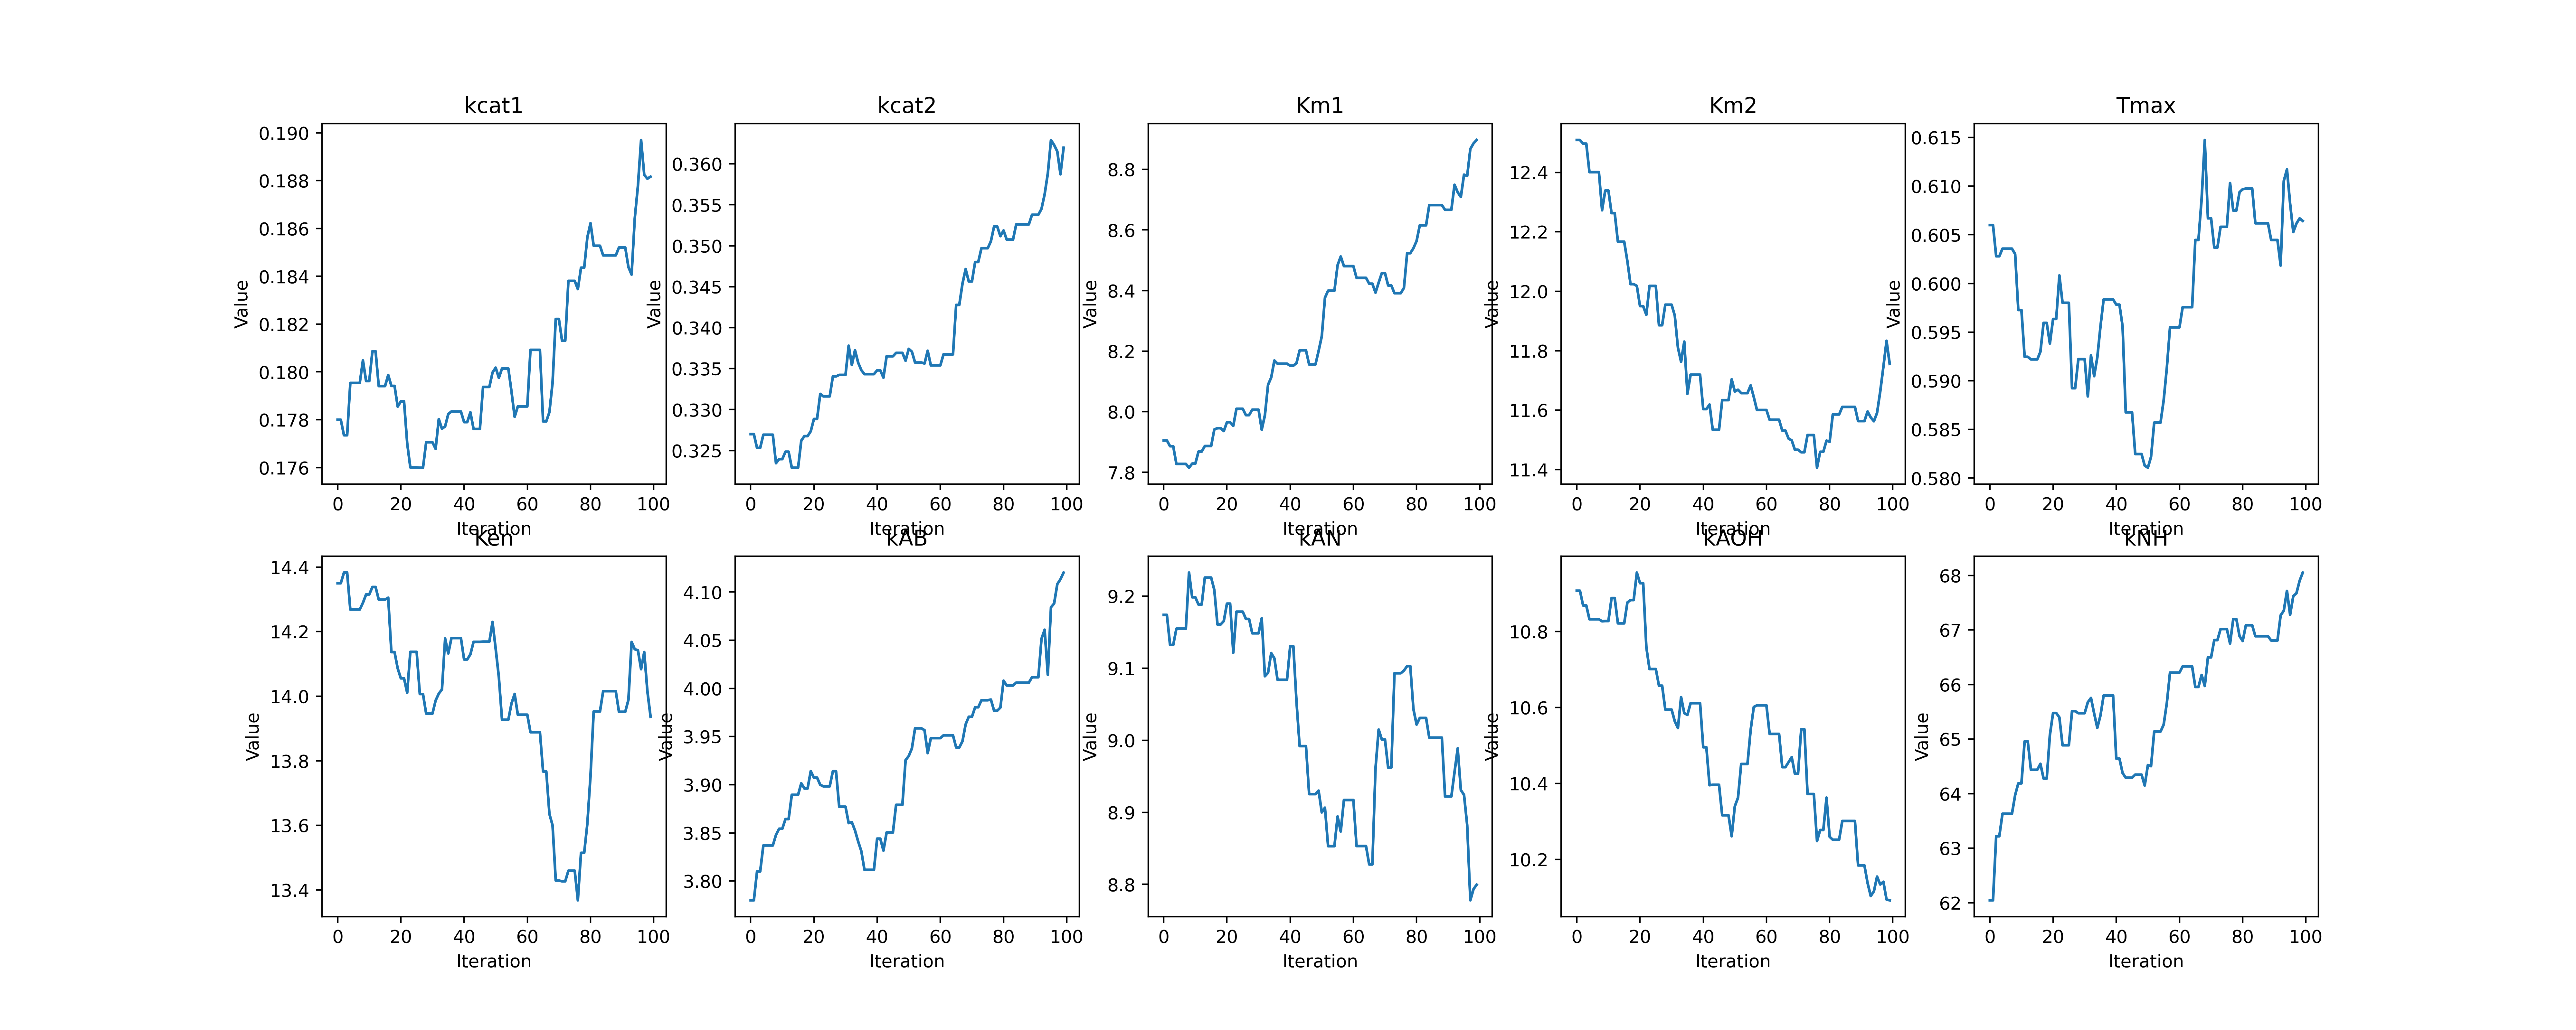 kcat1
kcat2
Km1
Km2
Tmax
0.190
0.188
0.186
0.184
0.182
0.180
0.178
0.176
Value
0 20 40 60 80 100
Iteration
0.360
0.355
0.350
0.345
0.340
0.335
0.330
0.325
Value
0 20 40 60 80 100
Iteration
8.8
8.6
8.4
8.2
8.0
7.8
Value
0 20 40 60 80 100
Iteration
12.4
12.2
12.0
11.8
11.6
11.4
Value
0 20 40 60 80 100
Iteration
0.615
0.610
0.605
0.600
0.595
0.590
0.585
0.580
Value
0 20 40 60 80 100
Iteration
Ken
kAB
kAN
kAOH
kNH
14.4
14.2
14.0
13.8
13.6
13.4
Value
0 20 40 60 80 100
Iteration
4.10
4.05
4.00
3.95
3.90
3.85
3.80
Value
0 20 40 60 80 100
Iteration
9.2
9.1
9.0
8.9
8.8
Value
0 20 40 60 80 100
Iteration
10.8
10.6
10.4
10.2
Value
0 20 40 60 80 100
Iteration
68
67
66
65
64
63
62
Value
0 20 40 60 80 100
Iteration